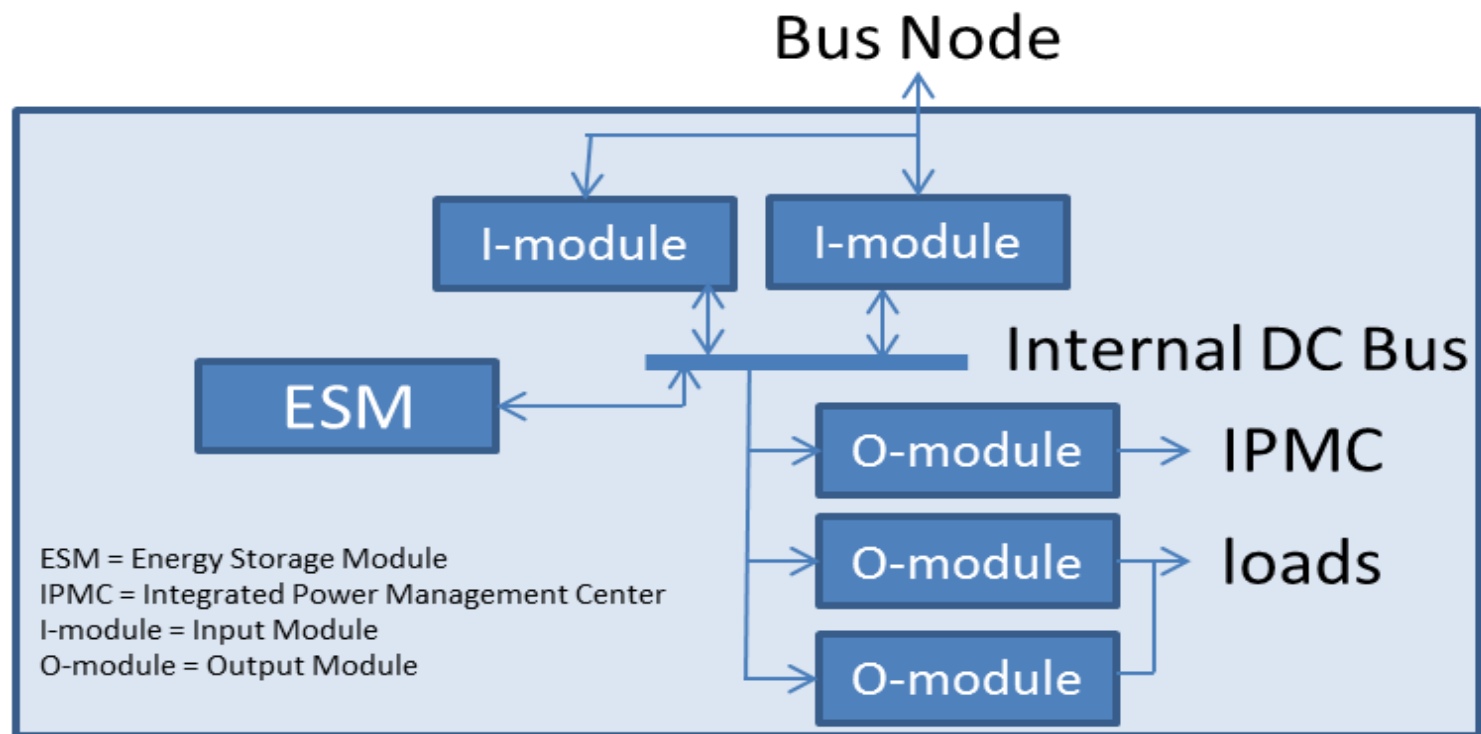 Bus Node
I-module
I-module
Internal DC Bus
ESM
O-module
IPMC
O-module
loads
O-module
ESM = Energy Storage Module
IPMC = Integrated Power Management Center
I-module = Input Module
O-module = Output Module